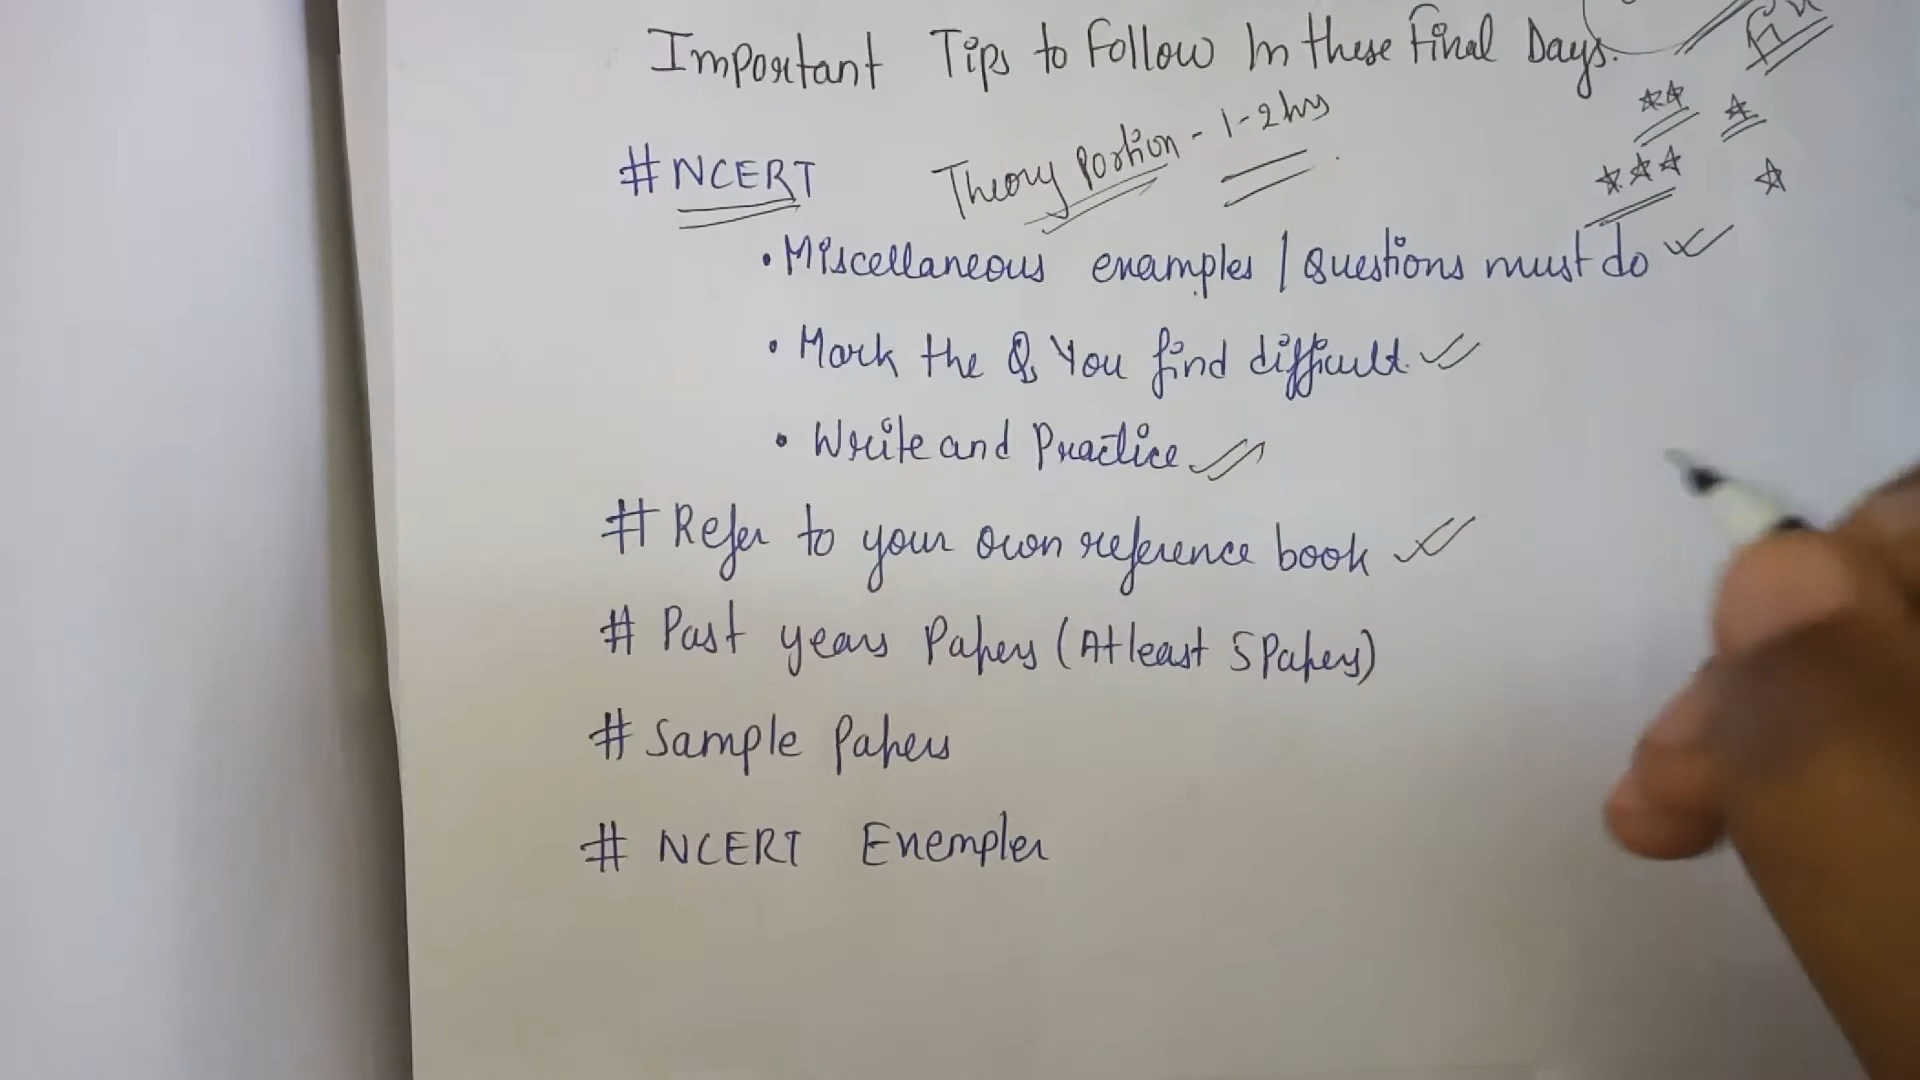 Important Tips to Follow In these Final Days.
#NCERT
Theory Portion - 1-2 hrs
• Miscellaneous examples / Questions must do
• Mark the Q You find difficult.
• Write and Practice
# Refer to your own reference book
# Past years Papers (Atleast 5 Papers)
# Sample Papers
# NCERT Exempler